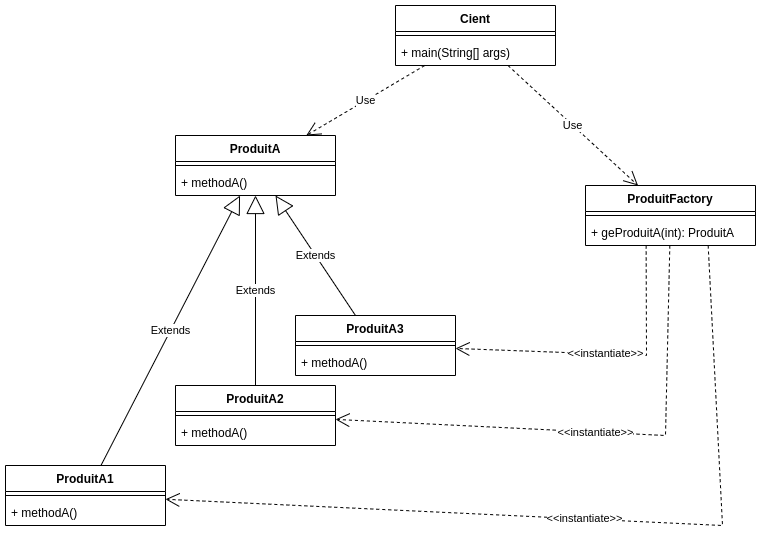 Cient
+ main(String[] args)
Use
Use
ProduitA
+ methodA()
ProduitFactory
+ geProduitA(int): ProduitA
Extends
Extends
Extends
ProduitA3
+ methodA()
<<instantiate>>
ProduitA2
+ methodA()
<<instantiate>>
ProduitA1
+ methodA()
<<instantiate>>